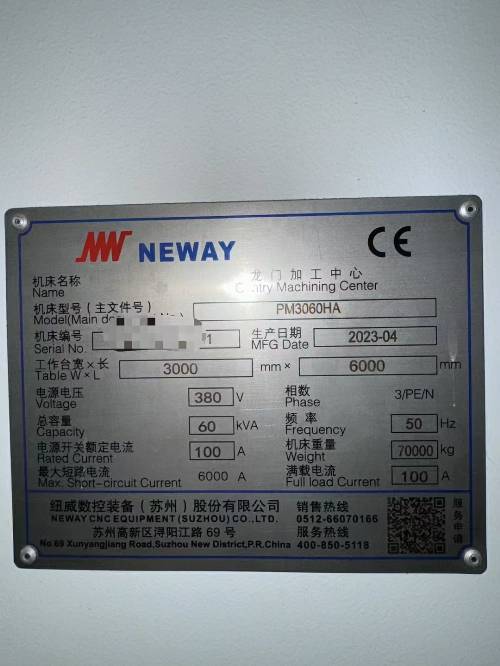 NEWAY CE
机床名称 龙门加工中心
Name Gantry Machining Center
机床型号(主文件号) PM3060HA
Model(Main
机床编号 1 生产日期 2023-04
Serial No. MFG Date
工作台宽×长 3000 mm× 6000 mm
Table W×L
电源电压 380 V 相数 3/PE/N
Voltage Phase
总容量 60 kVA 频率 50 Hz
Capacity Frequency
电源开关额定电流 100 A 机床重量 70000 kg
Rated Current Weight
最大短路电流 6000 A 满载电流 100 A
Max. Short-circuit Current Full load Current
纽威数控装备(苏州)股份有限公司 销售热线
NEWAY CNC EQUIPMENT (SUZHOU) CO.,LTD. 0512-66070166
苏州高新区浔阳江路 69 号 服务热线
No.69 Xunyangjiang Road,Suzhou New District,P.R.China 400-850-5118
服务申请